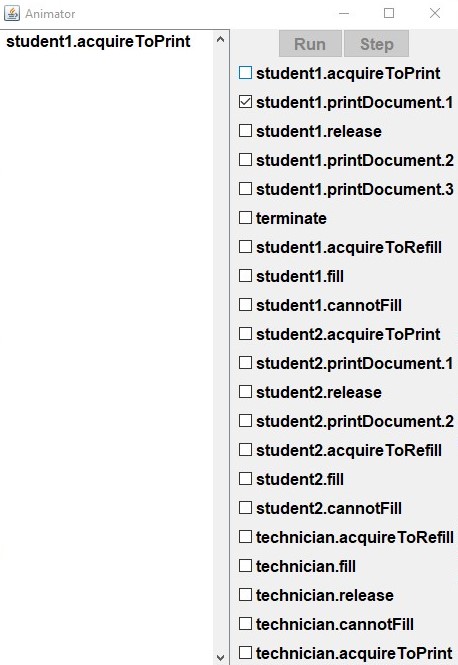 Animator
student1.acquireToPrint
Run Step
student1.acquireToPrint
student1.printDocument.1
student1.release
student1.printDocument.2
student1.printDocument.3
terminate
student1.acquireToRefill
student1.fill
student1.cannotFill
student2.acquireToPrint
student2.printDocument.1
student2.release
student2.printDocument.2
student2.acquireToRefill
student2.fill
student2.cannotFill
technician.acquireToRefill
technician.fill
technician.release
technician.cannotFill
technician.acquireToPrint